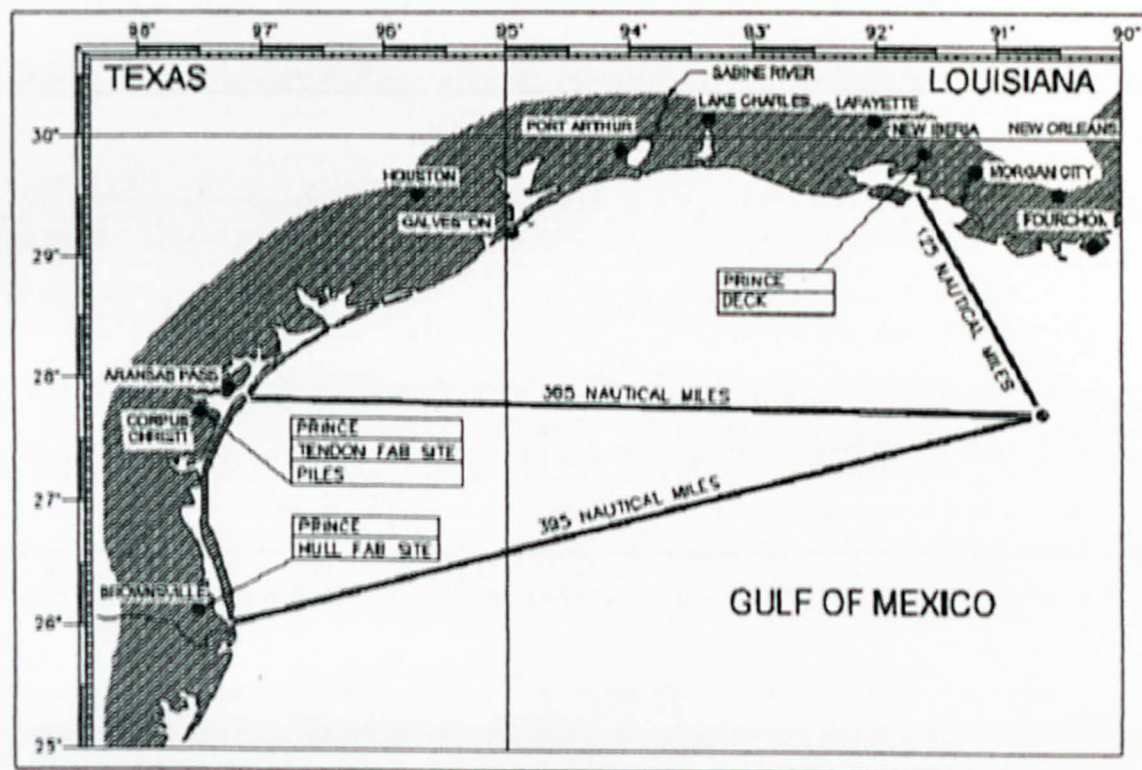 98° 97° 95° 94° 93° 92° 91° 90°
TEXAS
LOUISIANA
SABINE RIVER
LAKE CHARLES
LAFAYETTE
30°
PORT ARTHUR
NEW IBERIA
NEW ORLEANS
HOUSTON
MORGAN CITY
GALVESTON
FOURCHON
29°
125 NAUTICAL MILES
PRINCE
DECK
28°
ARANSAS PASS
365 NAUTICAL MILES
CORPUS
CHRISTI
PRINCE
TENDON FAB SITE
PILES
27°
395 NAUTICAL MILES
PRINCE
HULL FAB SITE
BROWNSVILLE
26°
GULF OF MEXICO
25°